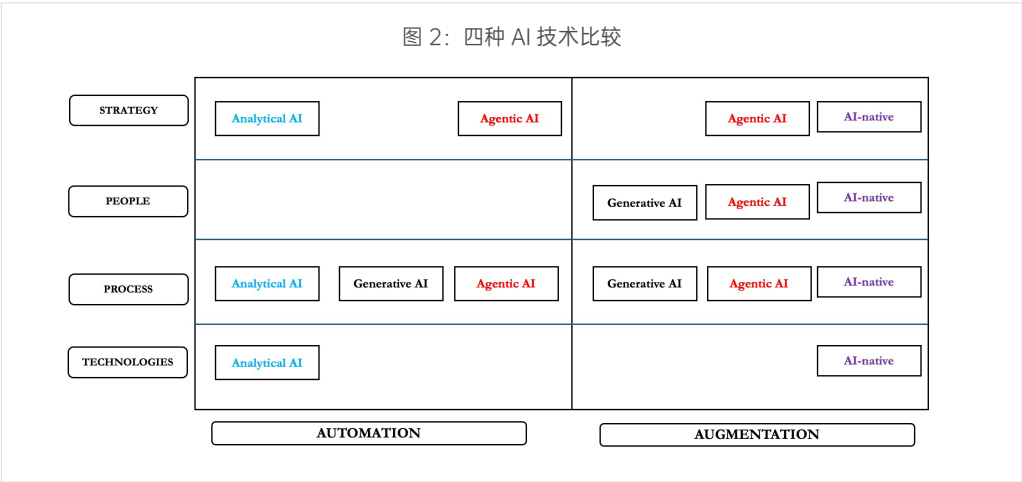 图 2：四种 AI 技术比较
STRATEGY
Analytical AI
Agentic AI
Agentic AI
AI-native
PEOPLE
Generative AI
Agentic AI
AI-native
PROCESS
Analytical AI
Generative AI
Agentic AI
Generative AI
Agentic AI
AI-native
TECHNOLOGIES
Analytical AI
AI-native
AUTOMATION
AUGMENTATION